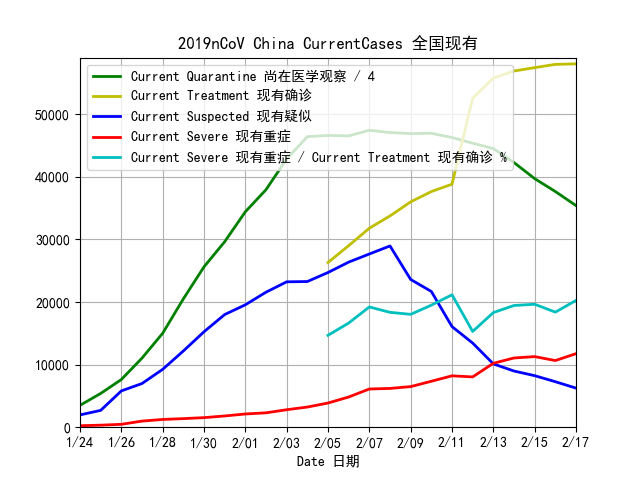 2019nCoV China CurrentCases 全国现有
Current Quarantine 尚在医学观察 / 4
Current Treatment 现有确诊
Current Suspected 现有疑似
Current Severe 现有重症
Current Severe 现有重症 / Current Treatment 现有确诊 %
50000
40000
30000
20000
10000
0
1/24 1/26 1/28 1/30 2/01 2/03 2/05 2/07 2/09 2/11 2/13 2/15 2/17
Date 日期